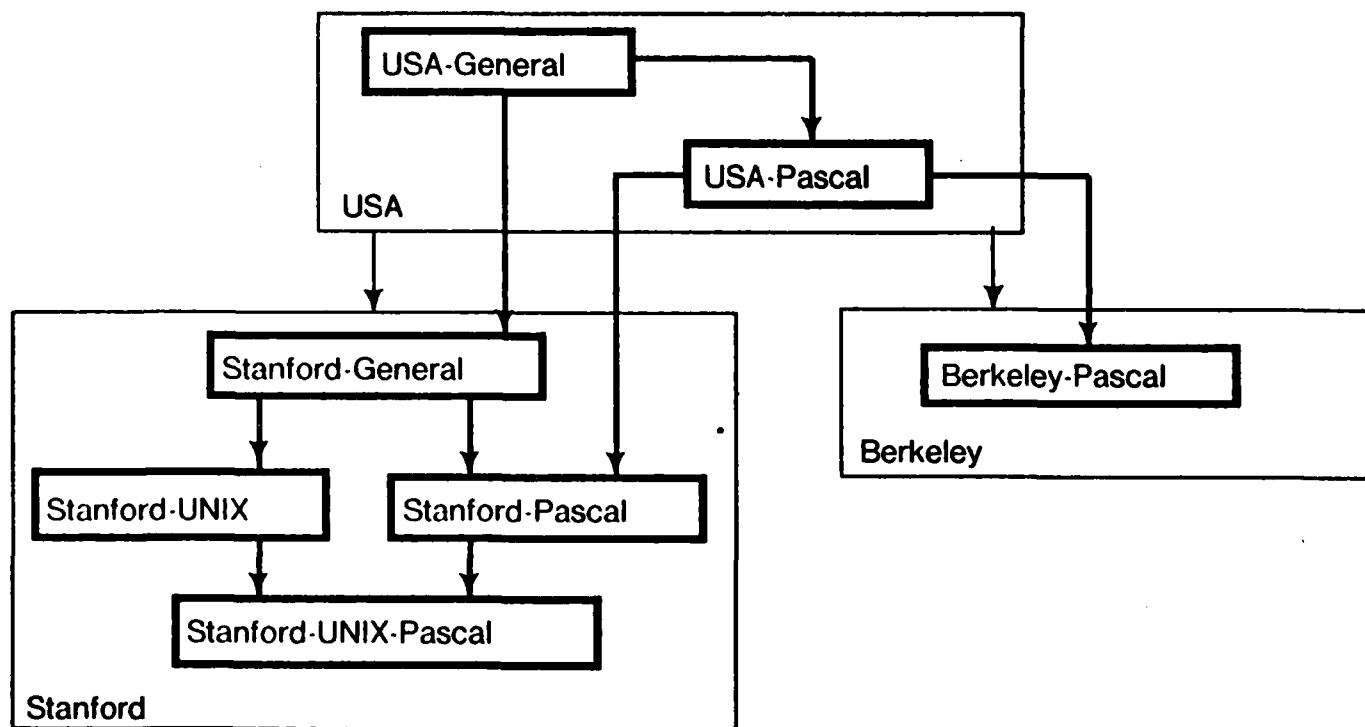 USA-General
USA-Pascal
USA
Stanford-General
Berkeley-Pascal
Berkeley
Stanford-UNIX
Stanford-Pascal
Stanford-UNIX-Pascal
Stanford